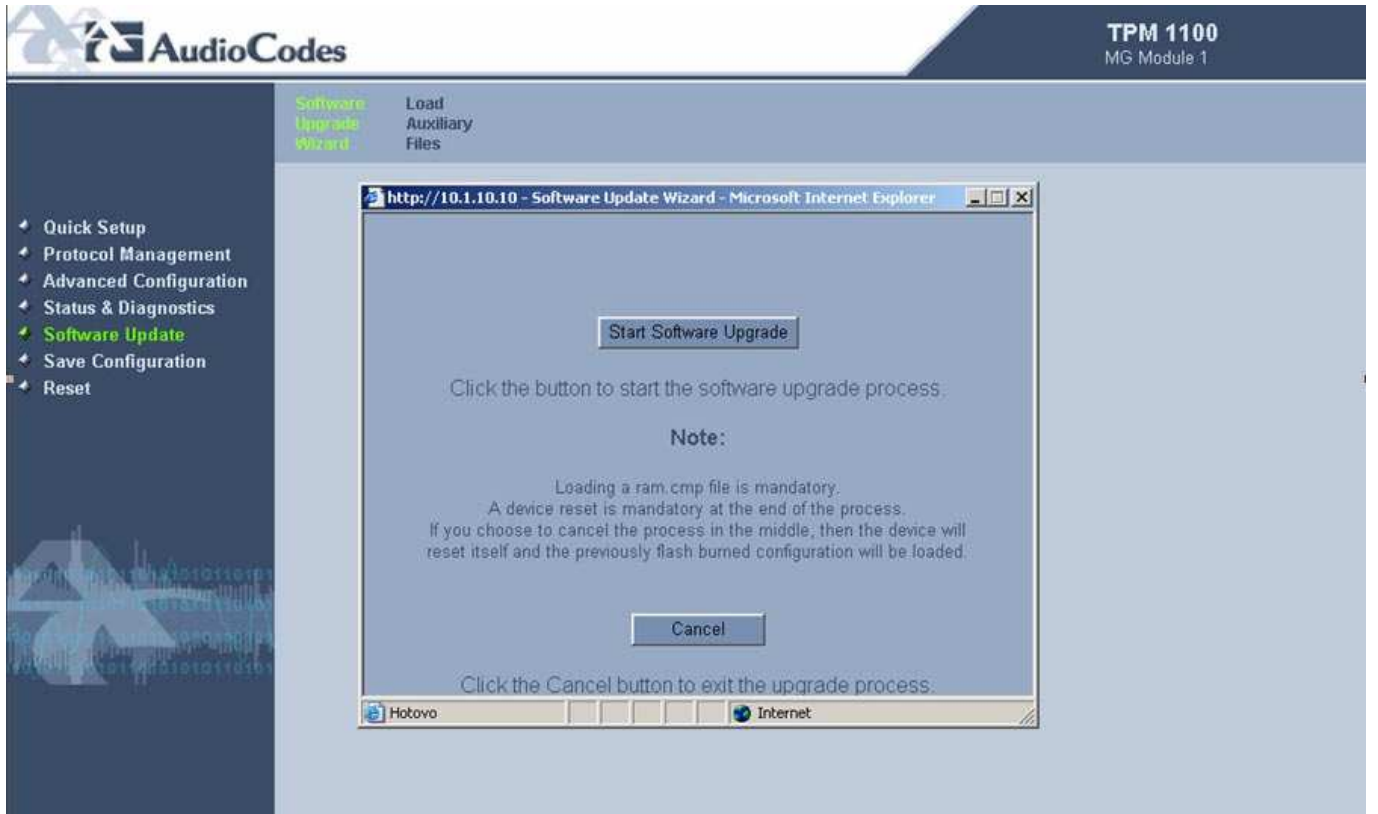 AudioCodes
TPM 1100
MG Module 1
Software
Upgrade
Wizard
Load
Auxiliary
Files
Quick Setup
Protocol Management
Advanced Configuration
Status & Diagnostics
Software Update
Save Configuration
Reset
http://10.1.10.10 - Software Update Wizard - Microsoft Internet Explorer
Start Software Upgrade
Click the button to start the software upgrade process.
Note:
Loading a ram.cmp file is mandatory.
A device reset is mandatory at the end of the process.
If you choose to cancel the process in the middle, then the device will
reset itself and the previously flash burned configuration will be loaded.
Cancel
Click the Cancel button to exit the upgrade process.
Hotovo
Internet